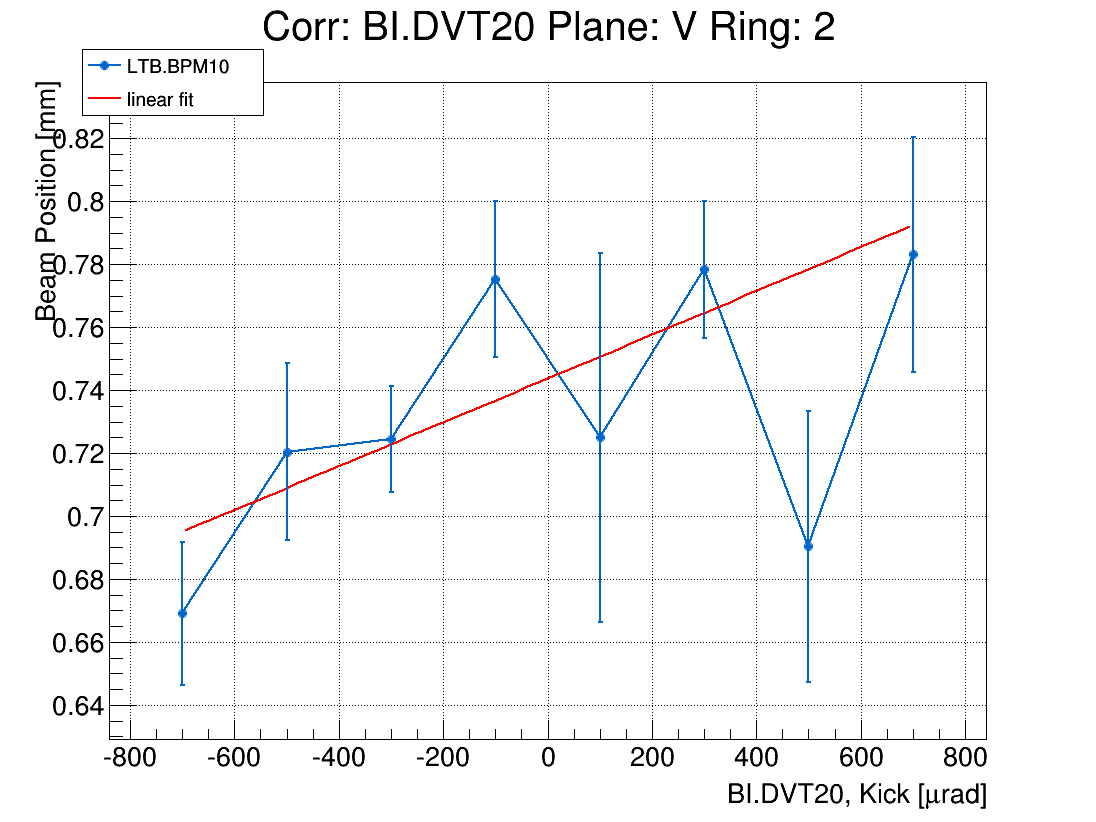 Corr: BI.DVT20 Plane: V Ring: 2
LTB.BPM10
linear fit
Beam Position [mm]
0.82
0.8
0.78
0.76
0.74
0.72
0.7
0.68
0.66
0.64
-800 -600 -400 -200 0 200 400 600 800
BI.DVT20, Kick [μrad]